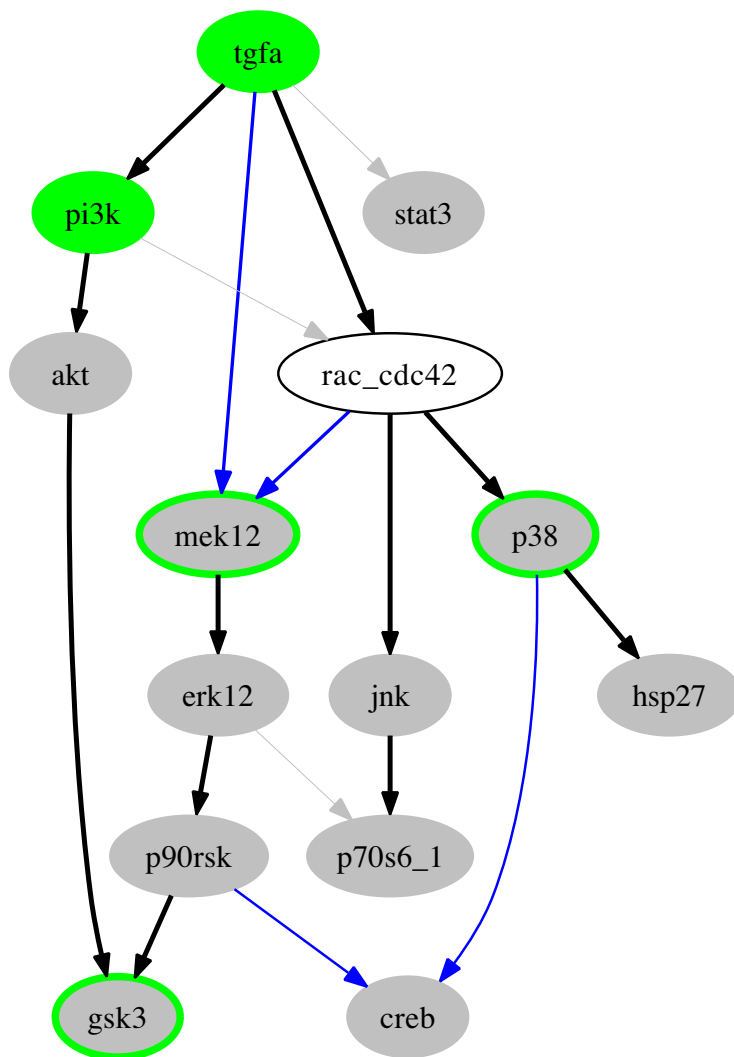 tgfa
pi3k
stat3
akt
rac_cdc42
mek12
p38
erk12
jnk
hsp27
p90rsk
p70s6_1
gsk3
creb